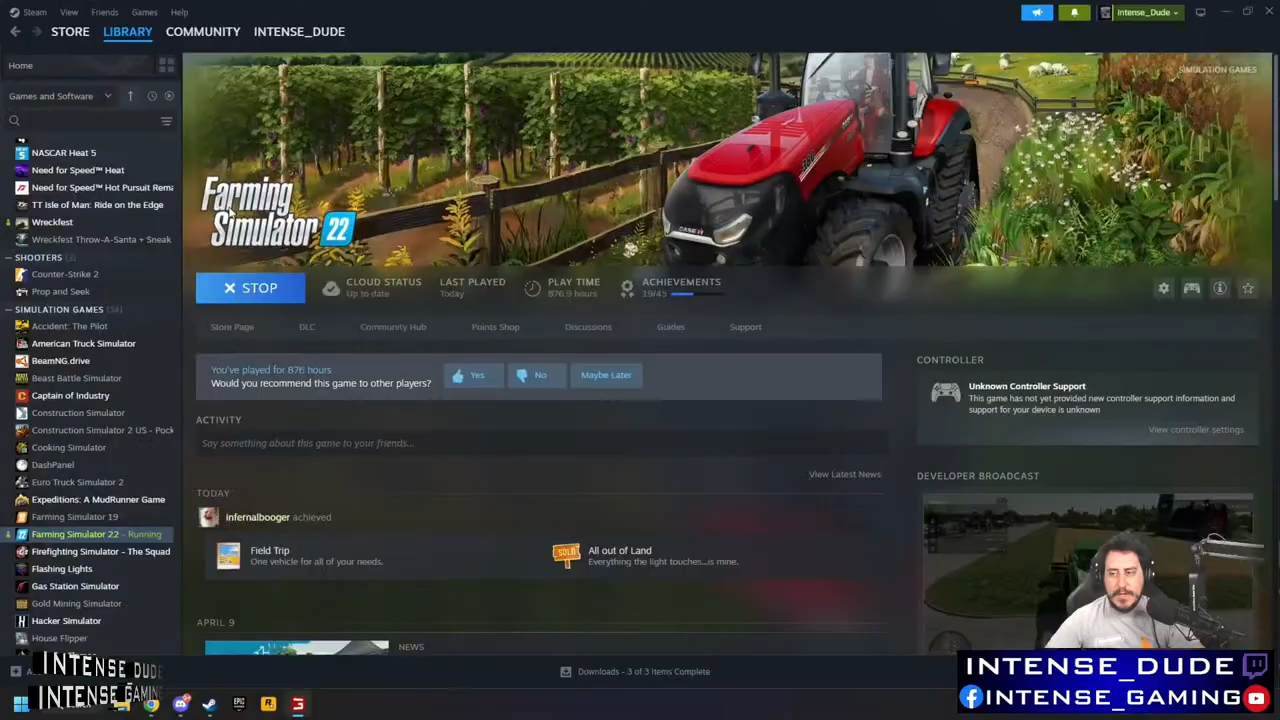 Steam View Friends Games Help
Intense_Dude
STORE LIBRARY COMMUNITY INTENSE_DUDE
Home
Games and Software
NASCAR Heat 5
Need for Speed™ Heat
Need for Speed™ Hot Pursuit Rema
TT Isle of Man: Ride on the Edge
Wreckfest
Wreckfest Throw-A-Santa + Sneak
SHOOTERS
Counter-Strike 2
Prop and Seek
SIMULATION GAMES
Accident: The Pilot
American Truck Simulator
BeamNG.drive
Beast Battle Simulator
Captain of Industry
Construction Simulator
Construction Simulator 2 US - Pock
Cooking Simulator
DashPanel
Euro Truck Simulator 2
Expeditions: A MudRunner Game
Farming Simulator 19
Farming Simulator 22 - Running
Firefighting Simulator - The Squad
Flashing Lights
Gas Station Simulator
Gold Mining Simulator
Hacker Simulator
House Flipper
SIMULATION GAMES
Farming
Simulator 22
CASE IH
STOP
CLOUD STATUS
Up to date
LAST PLAYED
Today
PLAY TIME
876.9 hours
ACHIEVEMENTS
19/45
Store Page DLC Community Hub Points Shop Discussions Guides Support
You've played for 876 hours
Would you recommend this game to other players?
Yes No Maybe Later
ACTIVITY
Say something about this game to your friends...
View Latest News
TODAY
infernalbooger achieved
Field Trip
One vehicle for all of your needs.
SOLD
All out of Land
Everything the light touches...is mine.
APRIL 9
NEWS
CONTROLLER
Unknown Controller Support
This game has not yet provided new controller support information and
support for your device is unknown
View controller settings
DEVELOPER BROADCAST
Downloads - 3 of 3 Items Complete
INTENSE DUDE
INTENSE GAMING
EPIC
INTENSE_DUDE
INTENSE_GAMING